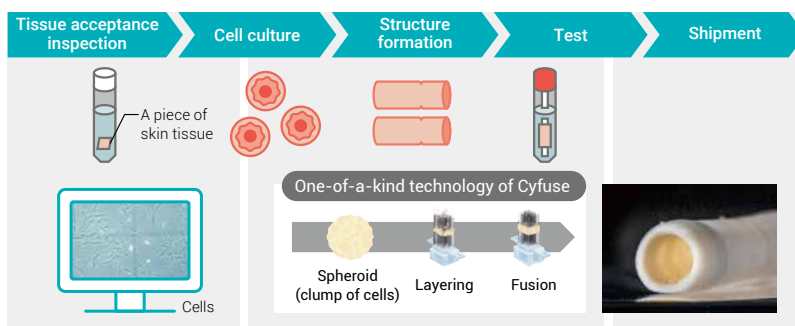 Tissue acceptance
inspection
Cell culture
Structure
formation
Test
Shipment
A piece of
skin tissue
Cells
One-of-a-kind technology of Cyfuse
Spheroid
(clump of cells)
Layering
Fusion